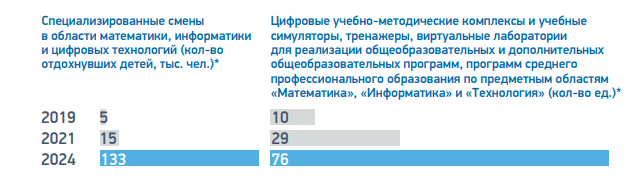 Специализированные смены
в области математики, информатики
и цифровых технологий (кол-во
отдохнувших детей, тыс. чел.)*
Цифровые учебно-методические комплексы и учебные
симуляторы, тренажеры, виртуальные лаборатории
для реализации общеобразовательных и дополнительных
общеобразовательных программ, программ среднего
профессионального образования по предметным областям
«Математика», «Информатика» и «Технология» (кол-во ед.)*
2019 5 10
2021 15 29
2024 133 76